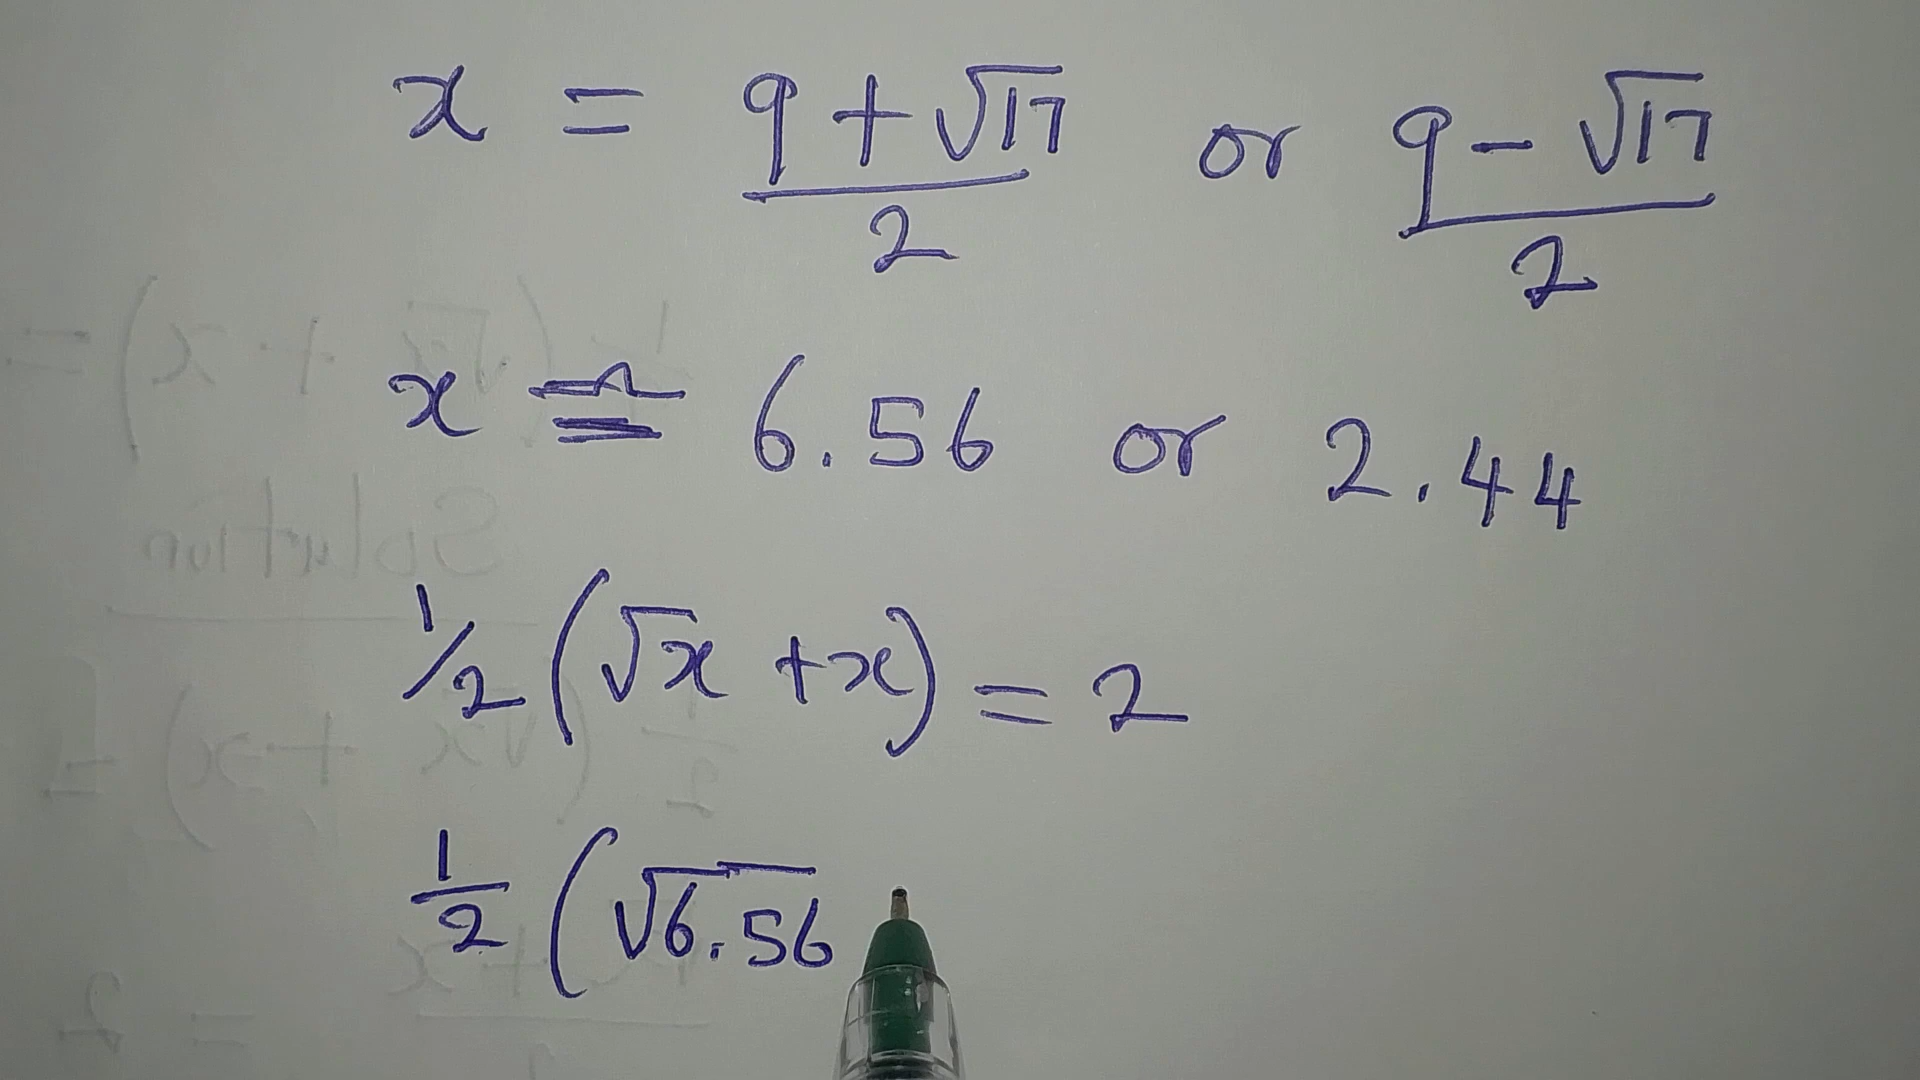 x = 9 + √17 / 2 or 9 - √17 / 2
x ≏ 6.56 or 2.44
1/2 (√x + x) = 2
1/2 (√6.56